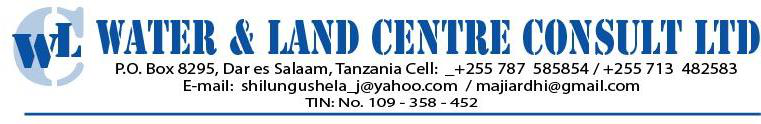 WLC WATER & LAND CENTRE CONSULT LTD
P.O. Box 8295, Dar es Salaam, Tanzania Cell: _+255 787 585854 / +255 713 482583
E-mail: shilungushela_j@yahoo.com / majiardhi@gmail.com
TIN: No. 109 - 358 - 452